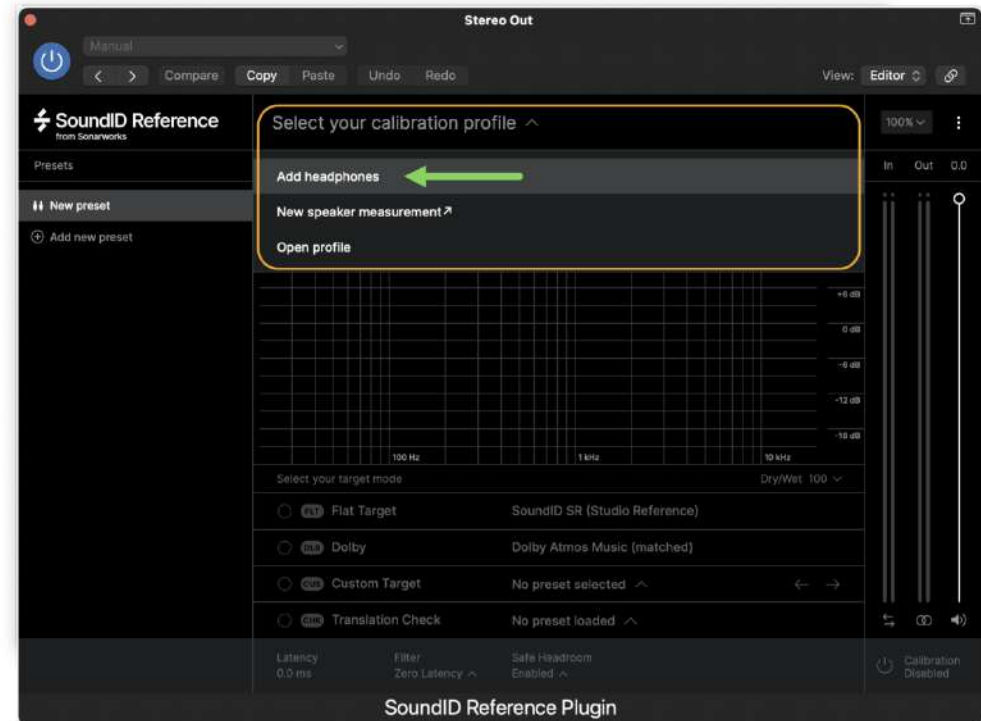 Stereo Out
Manual
Compare Copy Paste Undo Redo View: Editor
SoundID Reference
from Sonarworks
Select your calibration profile
100%
Presets
In Out 0.0
Add headphones
New preset
New speaker measurement
Add new preset
Open profile
+6 dB
0 dB
-6 dB
-12 dB
-18 dB
100 Hz 1 kHz 10 kHz
Select your target mode Dry/Wet 100
FLT Flat Target SoundID SR (Studio Reference)
DLB Dolby Dolby Atmos Music (matched)
CUS Custom Target No preset selected
CHK Translation Check No preset loaded
Latency Filter Safe Headroom
0.0 ms Zero Latency Enabled
Calibration
Disabled
SoundID Reference Plugin